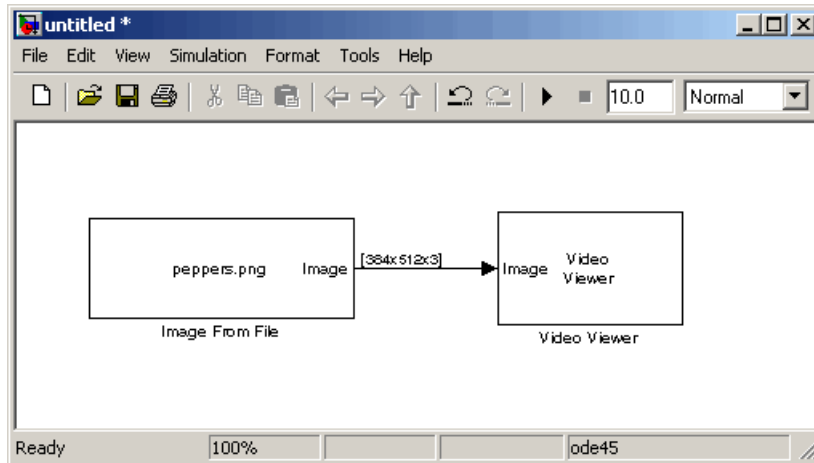 untitled *
File Edit View Simulation Format Tools Help
10.0 Normal
[384x512x3]
peppers.png Image
Image Video
Viewer
Image From File
Video Viewer
Ready 100% ode45